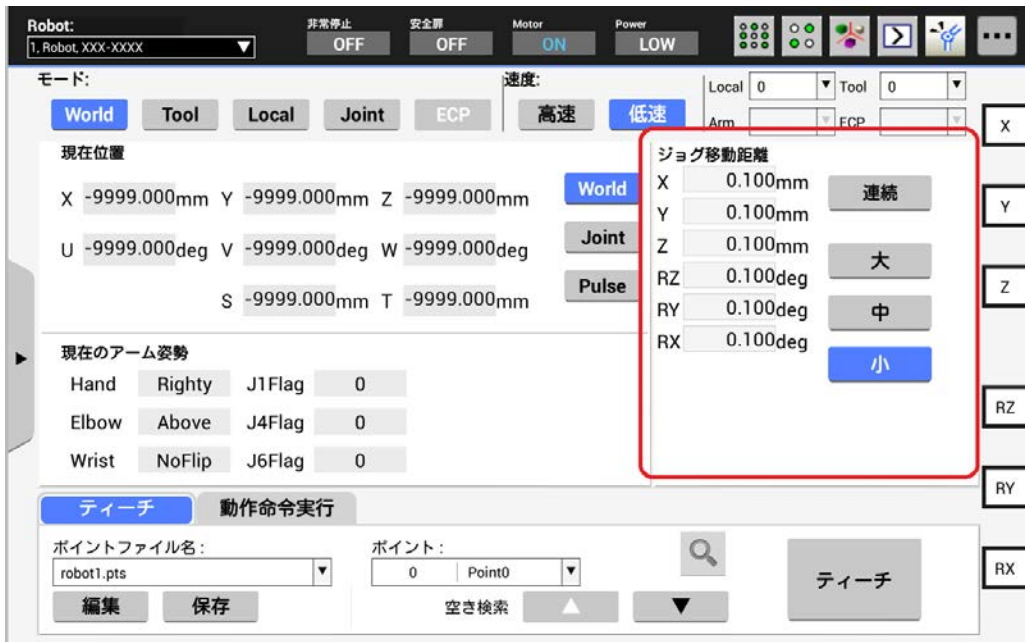 Robot:
1, Robot, XXX-XXXX
非常停止 安全扉 Motor Power
OFF OFF ON LOW
モード:
World Tool Local Joint ECP
速度:
高速 低速
Local 0 Tool 0
Arm ECP
現在位置
X -9999.000mm Y -9999.000mm Z -9999.000mm
U -9999.000deg V -9999.000deg W -9999.000deg
S -9999.000mm T -9999.000mm
World
Joint
Pulse
ジョグ移動距離
X 0.100mm
Y 0.100mm
Z 0.100mm
RZ 0.100deg
RY 0.100deg
RX 0.100deg
連続
大
中
小
X
Y
Z
RZ
RY
RX
現在のアーム姿勢
Hand Righty J1Flag 0
Elbow Above J4Flag 0
Wrist NoFlip J6Flag 0
ティーチ 動作命令実行
ポイントファイル名:
robot1.pts
編集 保存
ポイント:
0 Point0
空き検索
ティーチ